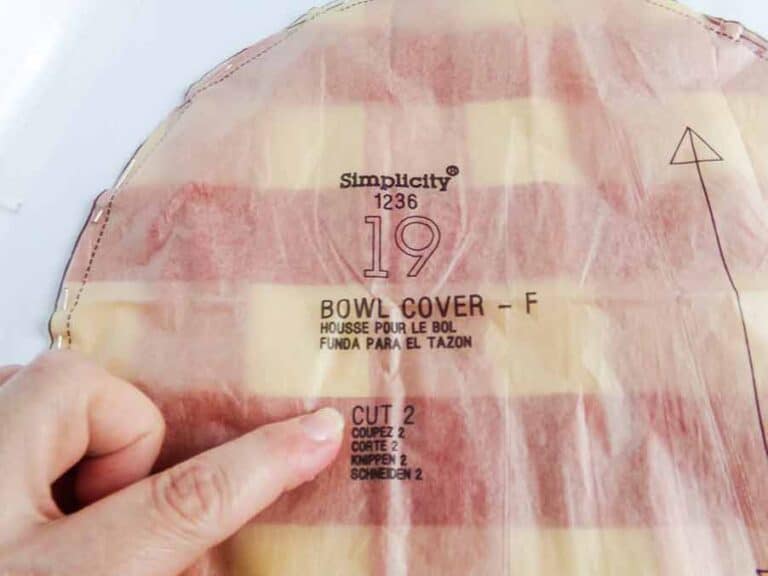 Simplicity®
1236
19
BOWL COVER - F
HOUSSE POUR LE BOL
FUNDA PARA EL TAZON
CUT 2
COUPEZ 2
CORTE 2
KNIPPEN 2
SCHNEIDEN 2